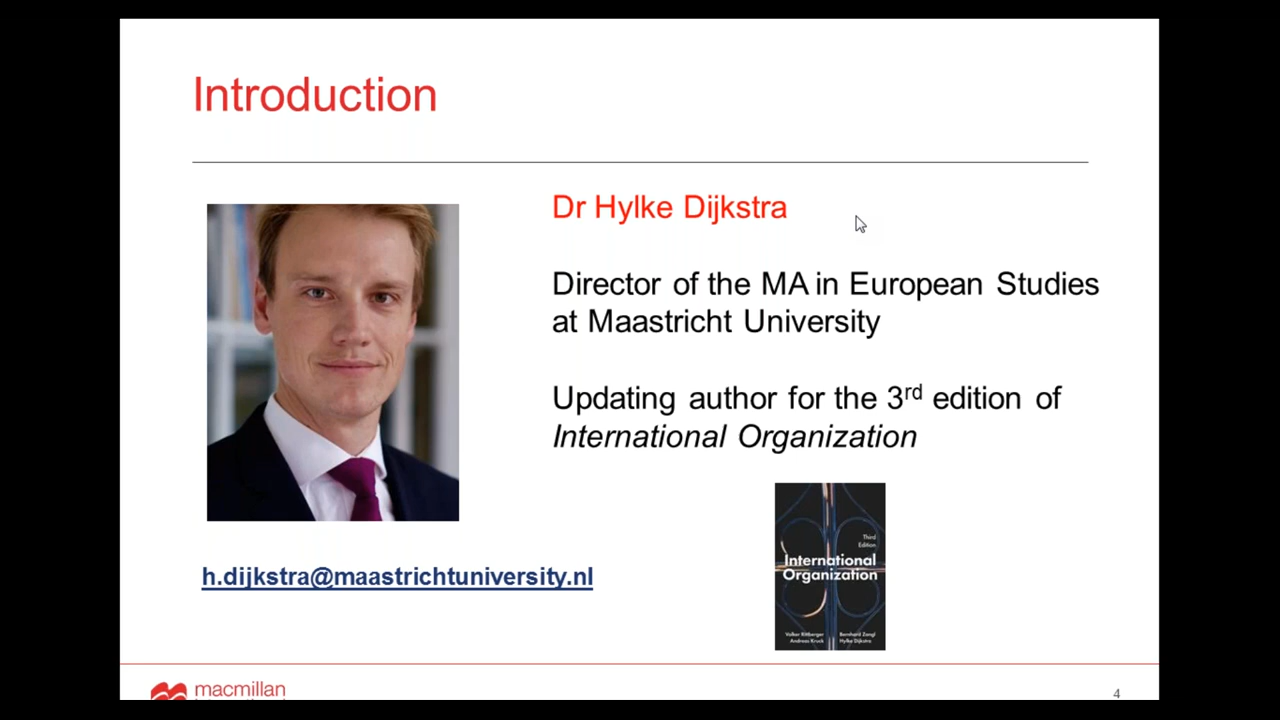 Introduction
Dr Hylke Dijkstra
Director of the MA in European Studies
at Maastricht University
Updating author for the 3rd edition of
International Organization
Third
Edition
International
Organization
Volker Rittberger
Andreas Kruck
Bernhard Zangl
Hylke Dijkstra
h.dijkstra@maastrichtuniversity.nl
macmillan
4